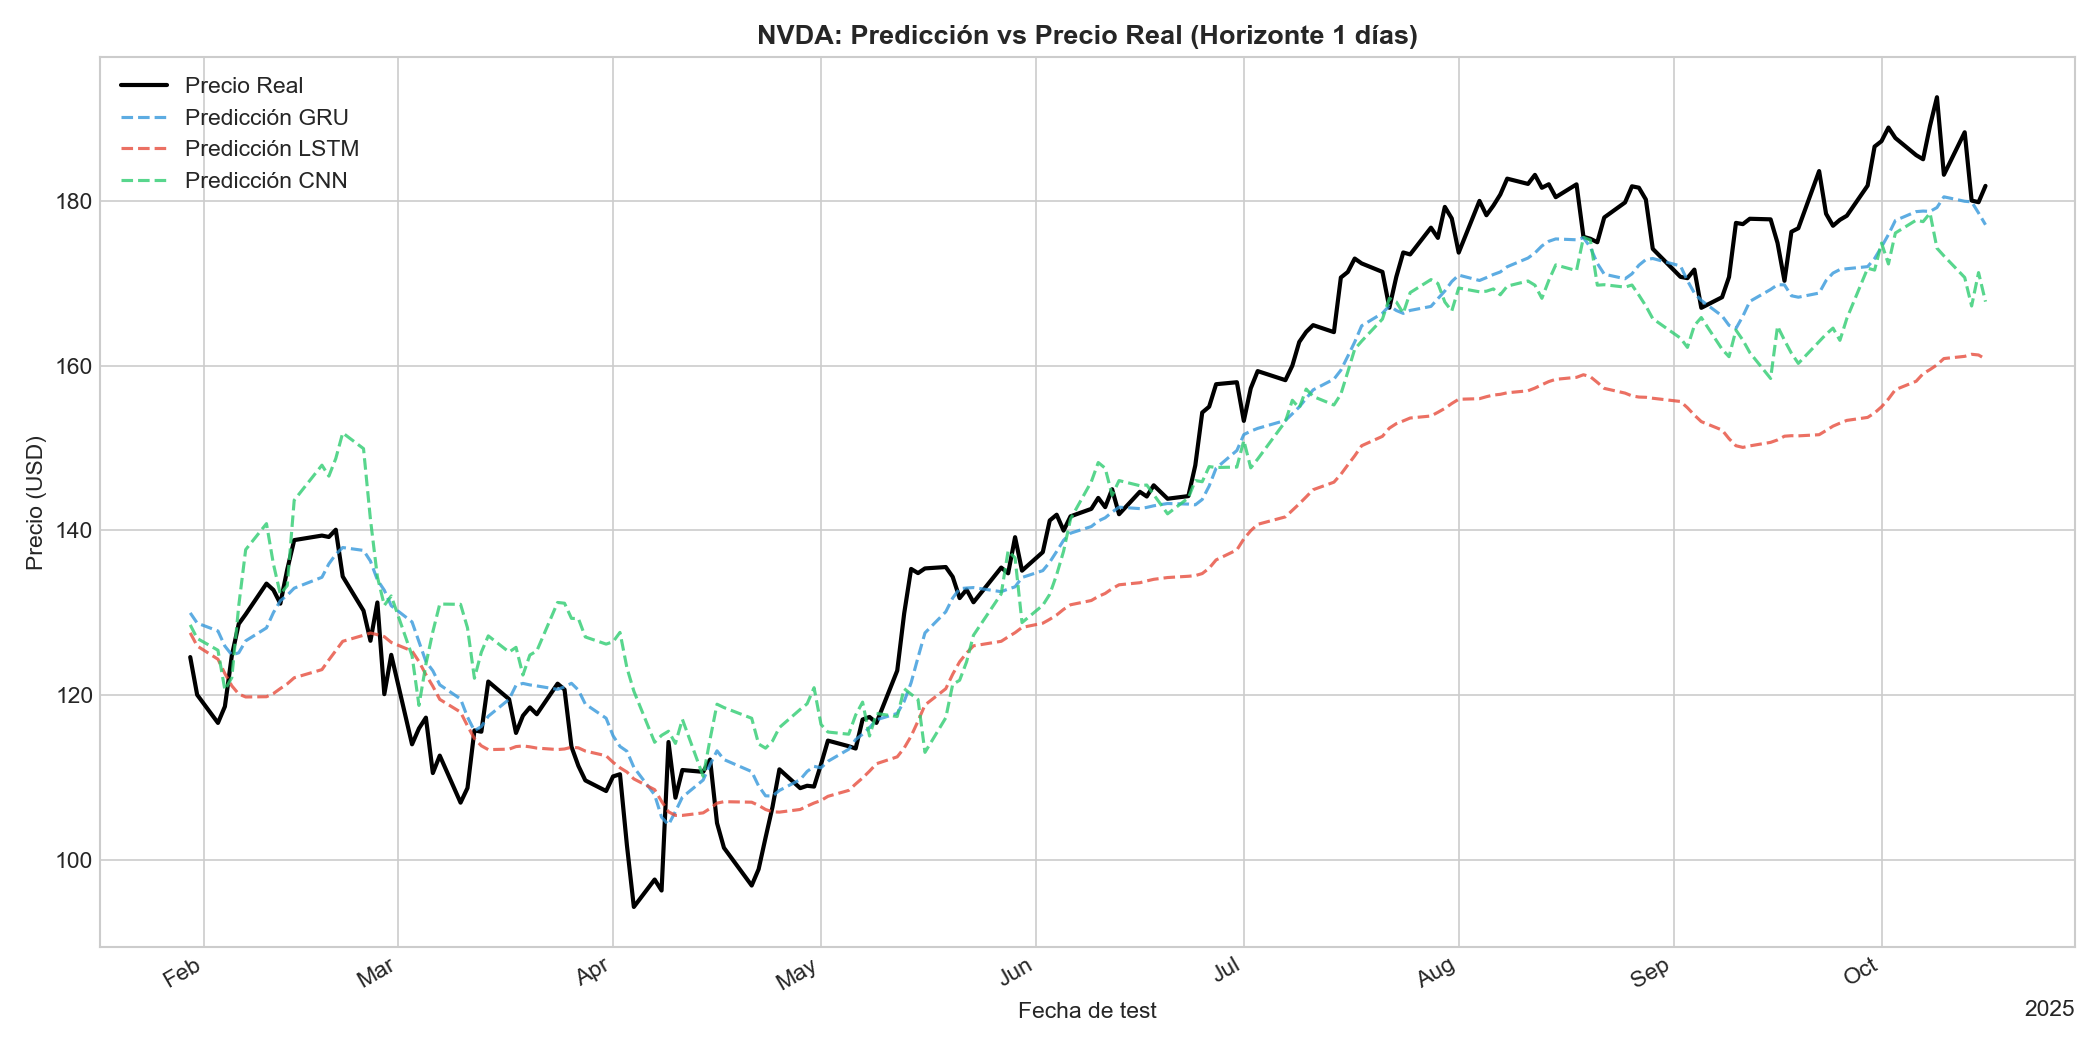 NVDA: Predicción vs Precio Real (Horizonte 1 días)
Precio Real
Predicción GRU
Predicción LSTM
Predicción CNN
Precio (USD)
180
160
140
120
100
Feb
Mar
Apr
May
Jun
Jul
Aug
Sep
Oct
2025
Fecha de test